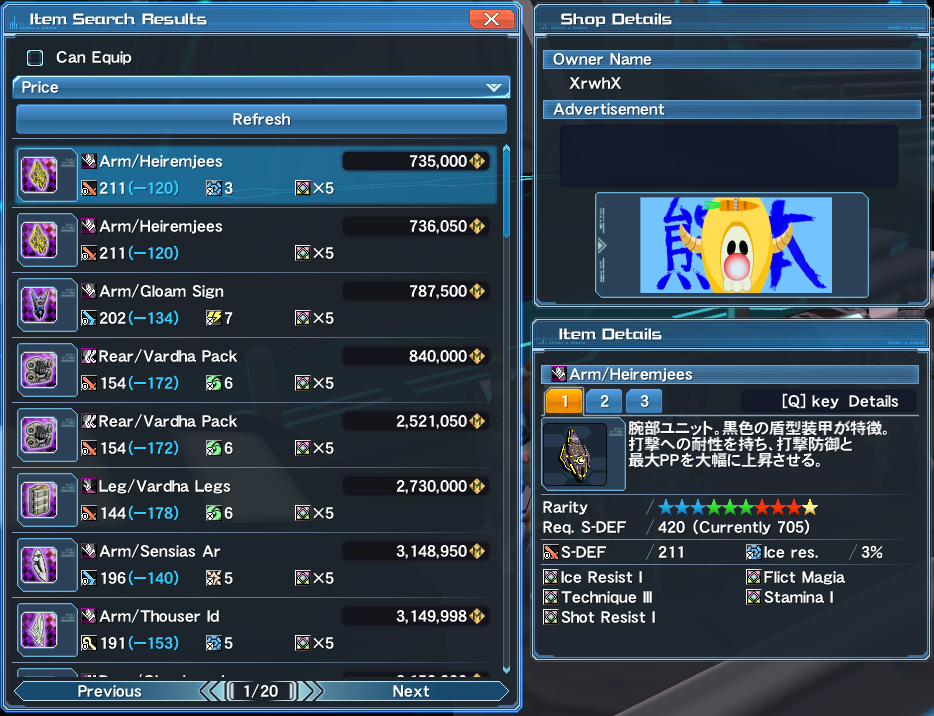 Item Search Results
Can Equip
Price
Refresh
Arm/Heiremjees 735,000
211(-120) 3 ×5
Arm/Heiremjees 736,050
211(-120) ×5
Arm/Gloam Sign 787,500
202(-134) 7 ×5
Rear/Vardha Pack 840,000
154(-172) 6 ×5
Rear/Vardha Pack 2,521,050
154(-172) 6 ×5
Leg/Vardha Legs 2,730,000
144(-178) 6 ×5
Arm/Sensias Ar 3,148,950
196(-140) 5 ×5
Arm/Thouser Id 3,149,998
191(-153) 5 ×5
Previous 1/20 Next
Shop Details
Owner Name
XrwhX
Advertisement
熊本
Item Details
Arm/Heiremjees
1 2 3 [Q] key Details
腕部ユニット。黒色の盾型装甲が特徴。
打撃への耐性を持ち、打撃防御と
最大PPを大幅に上昇させる。
Rarity / ★★★★★★★★★★
Req. S-DEF / 420 (Currently 705)
S-DEF / 211 Ice res. / 3%
Ice Resist Ⅰ Flict Magia
Technique Ⅲ Stamina Ⅰ
Shot Resist Ⅰ